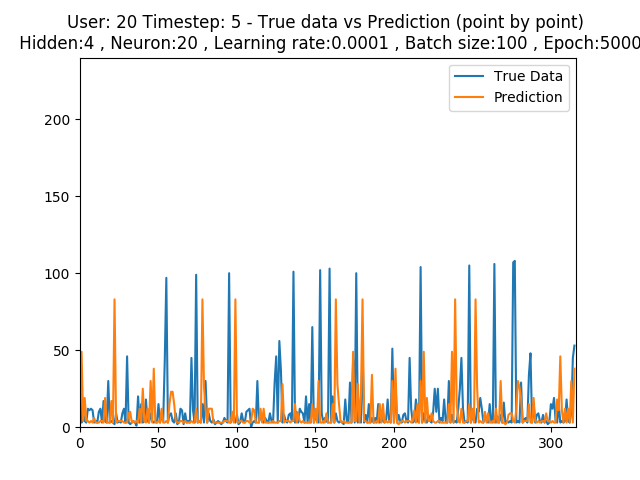 User: 20 Timestep: 5 - True data vs Prediction (point by point)
Hidden:4 , Neuron:20 , Learning rate:0.0001 , Batch size:100 , Epoch:5000
True Data
Prediction
200
150
100
50
0
0 50 100 150 200 250 300